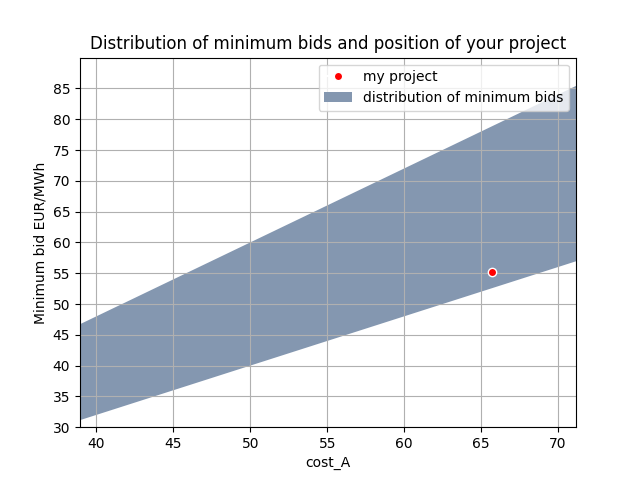 Distribution of minimum bids and position of your project
my project
distribution of minimum bids
85
80
75
70
65
60
55
50
45
40
35
30
Minimum bid EUR/MWh
40 45 50 55 60 65 70
cost_A